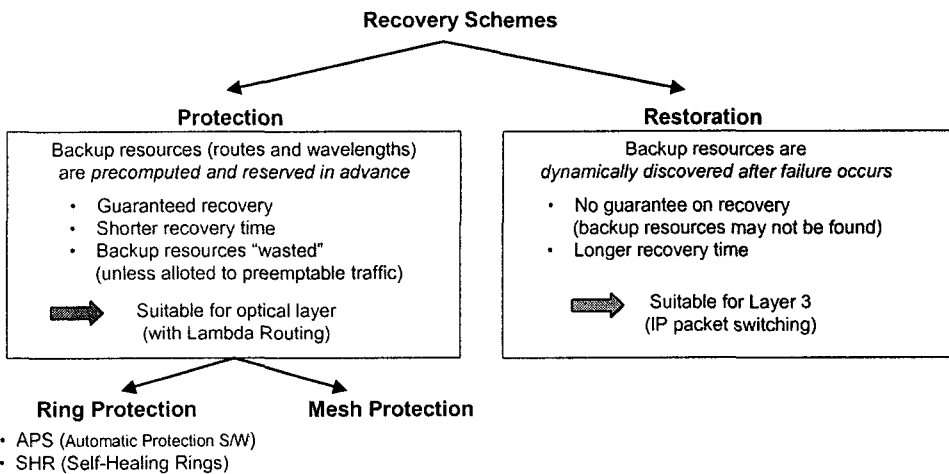 Recovery Schemes
Protection
Backup resources (routes and wavelengths)
are precomputed and reserved in advance
• Guaranteed recovery
• Shorter recovery time
• Backup resources "wasted"
(unless alloted to preemptable traffic)
Suitable for optical layer
(with Lambda Routing)
Restoration
Backup resources are
dynamically discovered after failure occurs
• No guarantee on recovery
(backup resources may not be found)
• Longer recovery time
Suitable for Layer 3
(IP packet switching)
Ring Protection
• APS (Automatic Protection S/W)
• SHR (Self-Healing Rings)
Mesh Protection